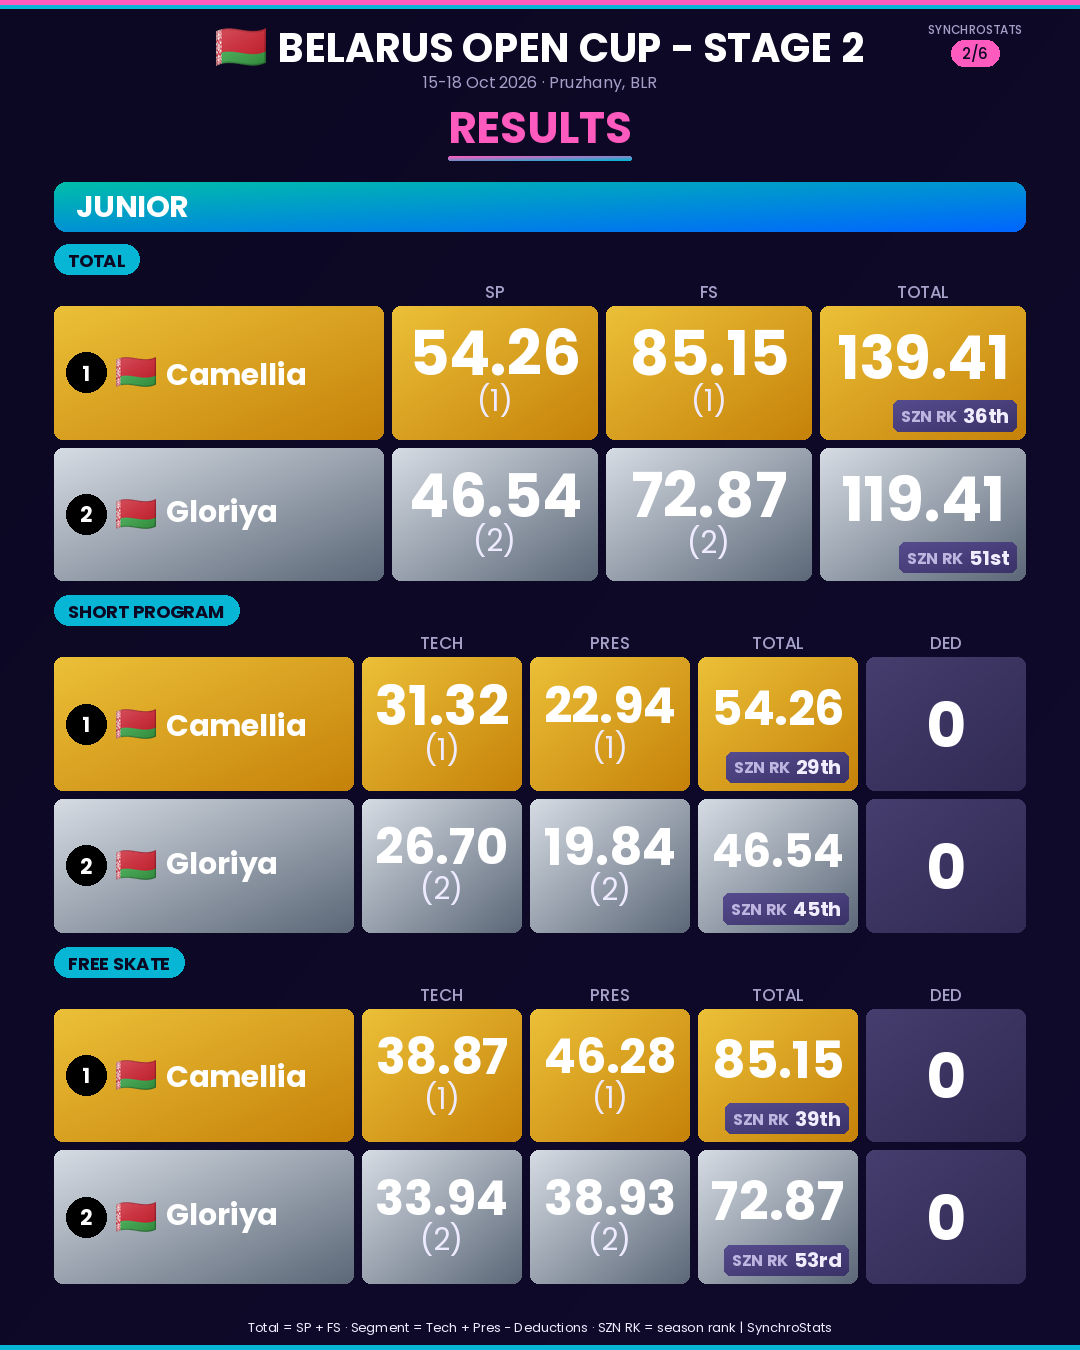 BELARUS OPEN CUP - STAGE 2
SYNCHROSTATS
2/6
15-18 Oct 2026 · Pruzhany, BLR
RESULTS
JUNIOR
TOTAL
SP FS TOTAL
1 Camellia 54.26 (1) 85.15 (1) 139.41 SZN RK 36th
2 Gloriya 46.54 (2) 72.87 (2) 119.41 SZN RK 51st
SHORT PROGRAM
TECH PRES TOTAL DED
1 Camellia 31.32 (1) 22.94 (1) 54.26 SZN RK 29th 0
2 Gloriya 26.70 (2) 19.84 (2) 46.54 SZN RK 45th 0
FREE SKATE
TECH PRES TOTAL DED
1 Camellia 38.87 (1) 46.28 (1) 85.15 SZN RK 39th 0
2 Gloriya 33.94 (2) 38.93 (2) 72.87 SZN RK 53rd 0
Total = SP + FS · Segment = Tech + Pres - Deductions · SZN RK = season rank | SynchroStats